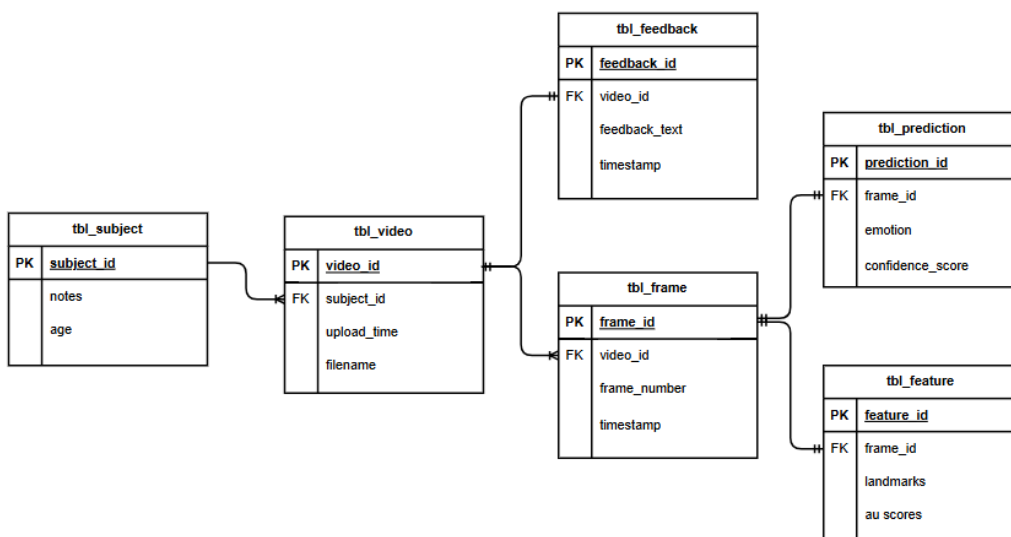 tbl_feedback
PK feedback_id
FK video_id
feedback_text
timestamp
tbl_prediction
PK prediction_id
FK frame_id
emotion
confidence_score
tbl_subject
PK subject_id
notes
age
tbl_video
PK video_id
FK subject_id
upload_time
filename
tbl_frame
PK frame_id
FK video_id
frame_number
timestamp
tbl_feature
PK feature_id
FK frame_id
landmarks
au scores